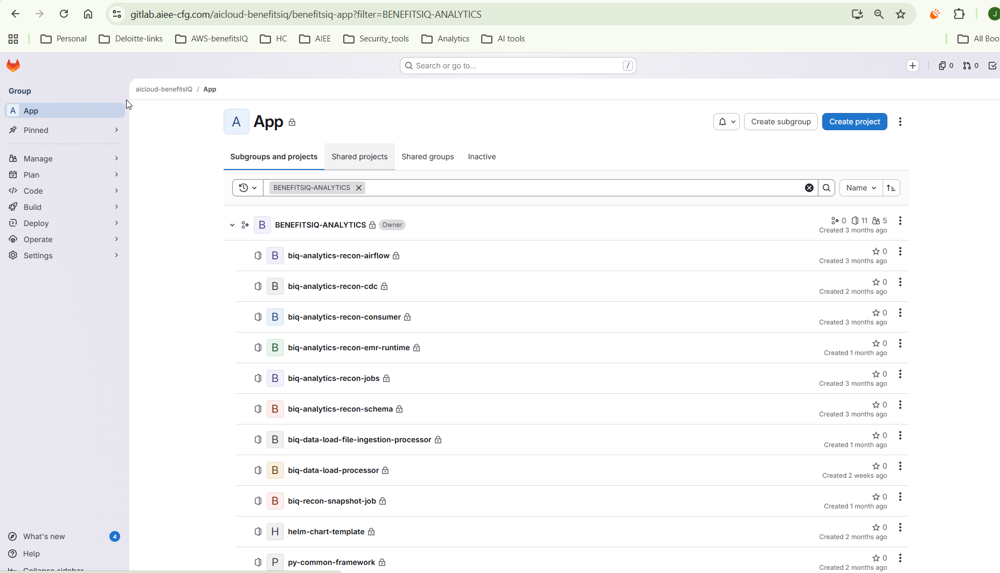 gitlab.aiee-cfg.com/aicloud-benefitsiq/benefitsiq-app?filter=BENEFITSIQ-ANALYTICS
J
Personal Deloitte-links AWS-benefitsIQ HC AIEE Security_tools Analytics AI tools All Boo
Search or go to... /
0 0
Group
aicloud-benefitsIQ / App
A App
Pinned
Manage
Plan
Code
Build
Deploy
Operate
Settings
What's new 4
Help
Collapse sidebar
A App
Create subgroup Create project
Subgroups and projects Shared projects Shared groups Inactive
BENEFITSIQ-ANALYTICS Name
B BENEFITSIQ-ANALYTICS Owner 0 11 5
Created 3 months ago
B biq-analytics-recon-airflow 0
Created 3 months ago
B biq-analytics-recon-cdc 0
Created 2 months ago
B biq-analytics-recon-consumer 0
Created 3 months ago
B biq-analytics-recon-emr-runtime 0
Created 1 month ago
B biq-analytics-recon-jobs 0
Created 3 months ago
B biq-analytics-recon-schema 0
Created 3 months ago
B biq-data-load-file-ingestion-processor 0
Created 1 month ago
B biq-data-load-processor 0
Created 2 weeks ago
B biq-recon-snapshot-job 0
Created 1 month ago
H helm-chart-template 0
Created 2 months ago
P py-common-framework 0
Created 2 months ago